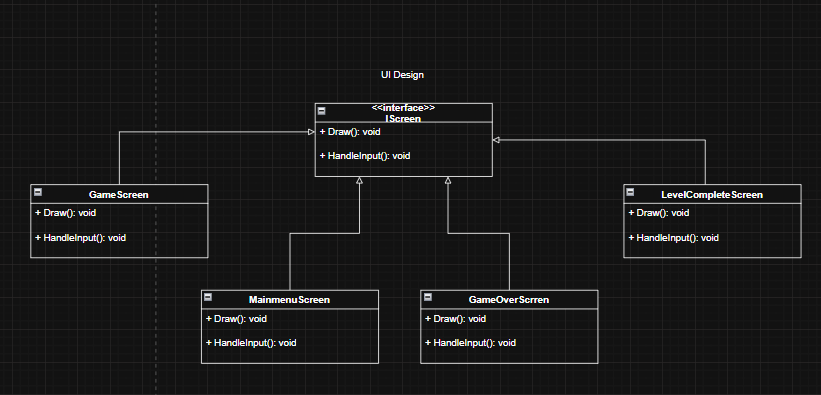 UI Design
<<interface>>
IScreen
+ Draw(): void
+ HandleInput(): void
GameScreen
+ Draw(): void
+ HandleInput(): void
LevelCompleteScreen
+ Draw(): void
+ HandleInput(): void
MainmenuScreen
+ Draw(): void
+ HandleInput(): void
GameOverScrren
+ Draw(): void
+ HandleInput(): void